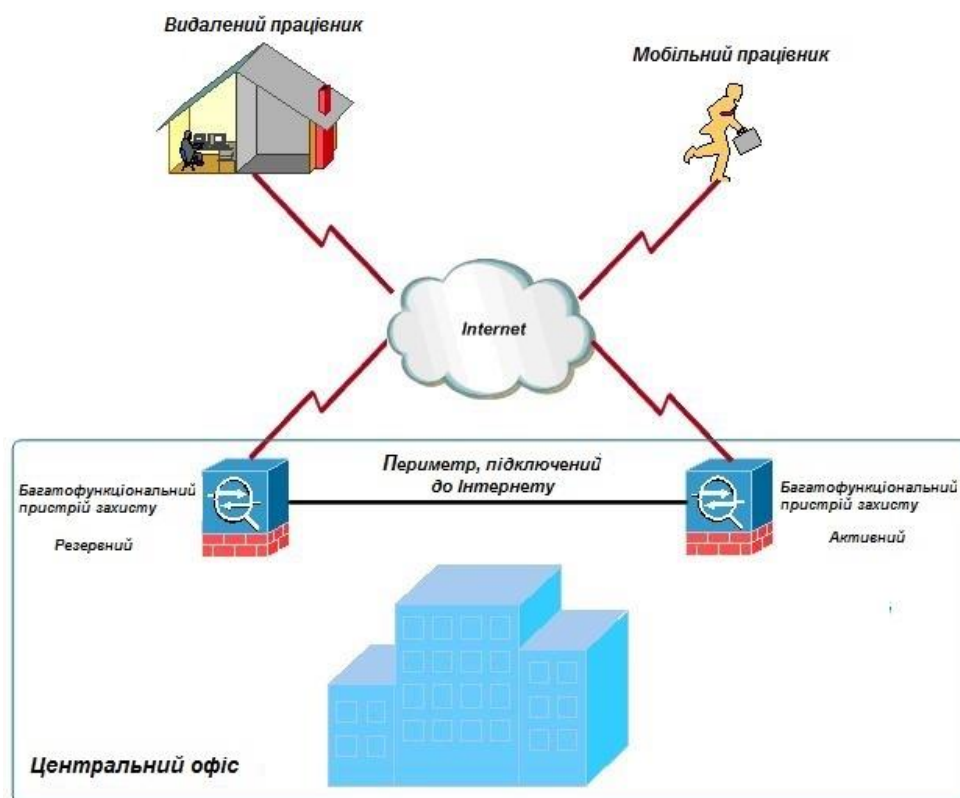 Видалений працівник
Мобільний працівник
Internet
Периметр, підключений
до Інтернету
Багатофункціональний
пристрій захисту
Резервний
Багатофункціональний
пристрій захисту
Активний
Центральний офіс